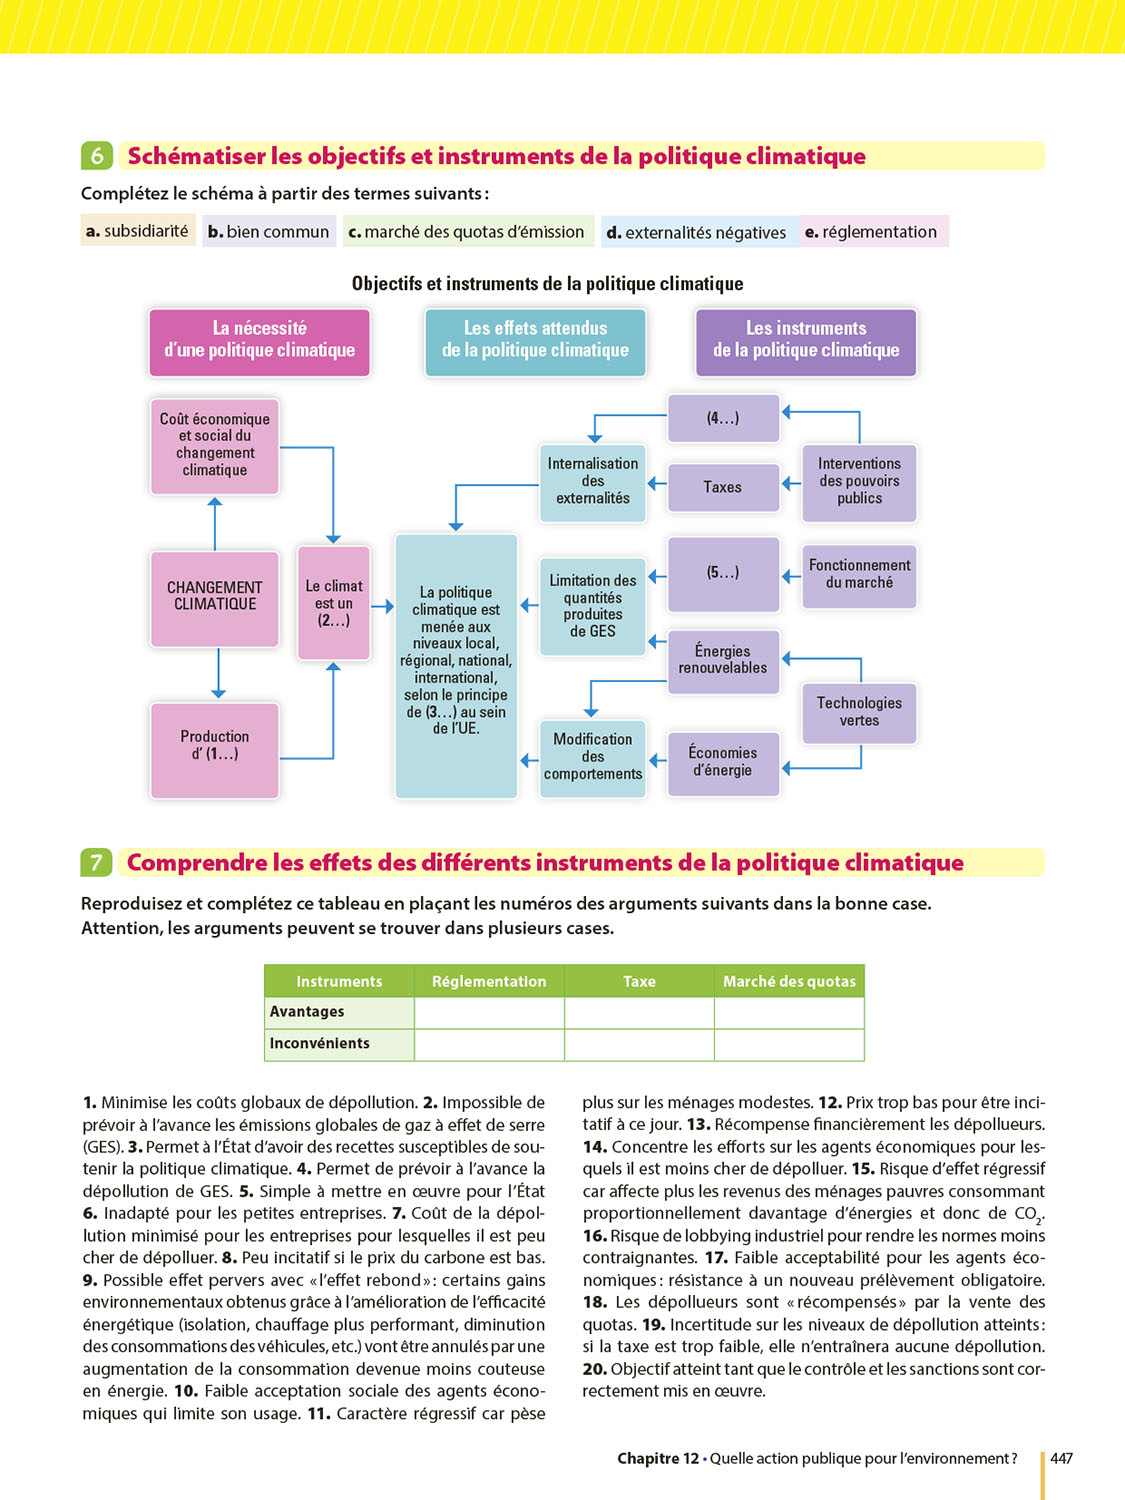 6 Schématiser les objectifs et instruments de la politique climatique
Complétez le schéma à partir des termes suivants :
a. subsidiarité b. bien commun c. marché des quotas d'émission d. externalités négatives e. réglementation
Objectifs et instruments de la politique climatique
La nécessité
d'une politique climatique
Les effets attendus
de la politique climatique
Les instruments
de la politique climatique
Coût économique
et social du
changement
climatique
CHANGEMENT
CLIMATIQUE
Production
d' (1…)
Le climat
est un
(2…)
La politique
climatique est
menée aux
niveaux local,
régional, national,
international,
selon le principe
de (3…) au sein
de l'UE.
Internalisation
des
externalités
Limitation des
quantités
produites
de GES
Modification
des
comportements
(4…)
Taxes
(5…)
Énergies
renouvelables
Économies
d'énergie
Interventions
des pouvoirs
publics
Fonctionnement
du marché
Technologies
vertes
7 Comprendre les effets des différents instruments de la politique climatique
Reproduisez et complétez ce tableau en plaçant les numéros des arguments suivants dans la bonne case.
Attention, les arguments peuvent se trouver dans plusieurs cases.
Instruments Réglementation Taxe Marché des quotas
Avantages
Inconvénients
1. Minimise les coûts globaux de dépollution. 2. Impossible de
prévoir à l'avance les émissions globales de gaz à effet de serre
(GES). 3. Permet à l'État d'avoir des recettes susceptibles de sou-
tenir la politique climatique. 4. Permet de prévoir à l'avance la
dépollution de GES. 5. Simple à mettre en œuvre pour l'État
6. Inadapté pour les petites entreprises. 7. Coût de la dépol-
lution minimisé pour les entreprises pour lesquelles il est peu
cher de dépolluer. 8. Peu incitatif si le prix du carbone est bas.
9. Possible effet pervers avec « l'effet rebond » : certains gains
environnementaux obtenus grâce à l'amélioration de l'efficacité
énergétique (isolation, chauffage plus performant, diminution
des consommations des véhicules, etc.) vont être annulés par une
augmentation de la consommation devenue moins couteuse
en énergie. 10. Faible acceptation sociale des agents écono-
miques qui limite son usage. 11. Caractère régressif car pèse
plus sur les ménages modestes. 12. Prix trop bas pour être inci-
tatif à ce jour. 13. Récompense financièrement les dépollueurs.
14. Concentre les efforts sur les agents économiques pour les-
quels il est moins cher de dépolluer. 15. Risque d'effet régressif
car affecte plus les revenus des ménages pauvres consommant
proportionnellement davantage d'énergies et donc de CO₂.
16. Risque de lobbying industriel pour rendre les normes moins
contraignantes. 17. Faible acceptabilité pour les agents éco-
nomiques : résistance à un nouveau prélèvement obligatoire.
18. Les dépollueurs sont « récompensés » par la vente des
quotas. 19. Incertitude sur les niveaux de dépollution atteints :
si la taxe est trop faible, elle n'entraînera aucune dépollution.
20. Objectif atteint tant que le contrôle et les sanctions sont cor-
rectement mis en œuvre.
Chapitre 12 • Quelle action publique pour l'environnement ? 447